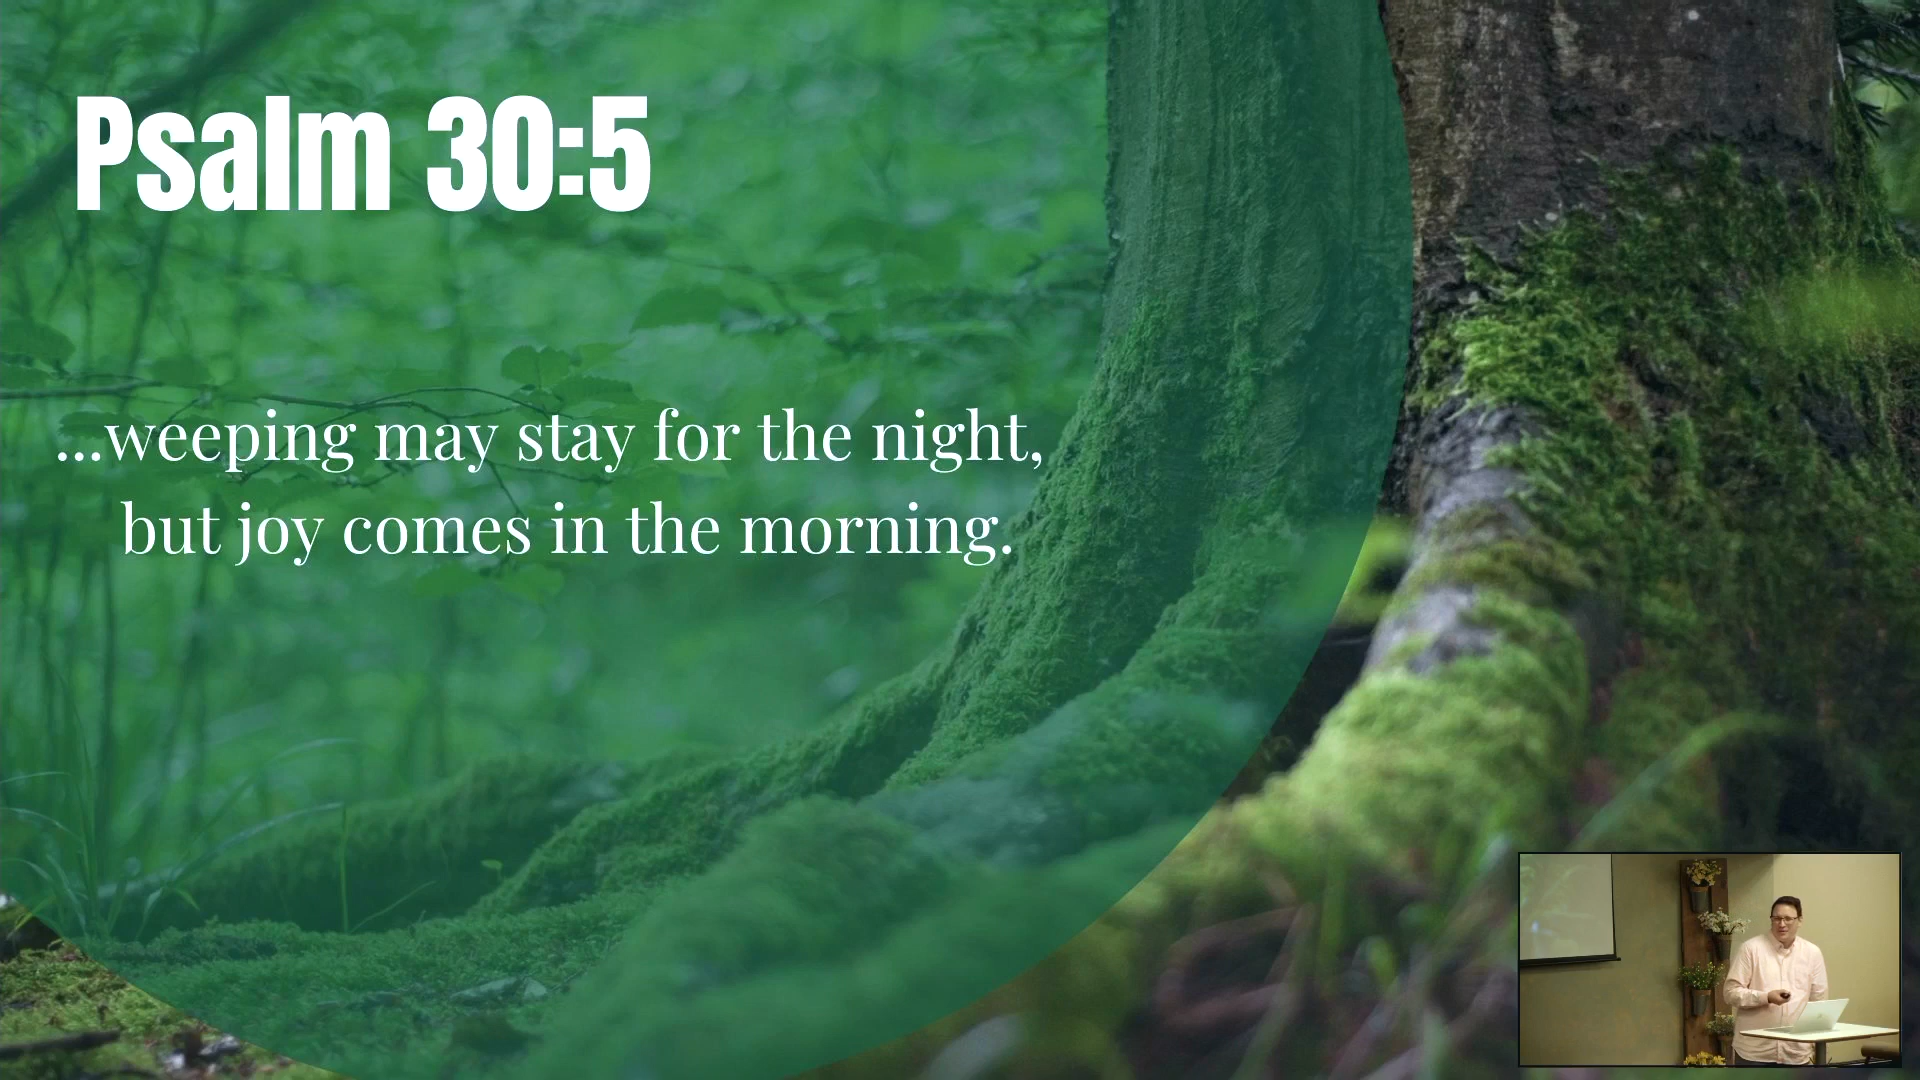 Psalm 30:5
...weeping may stay for the night,
but joy comes in the morning.